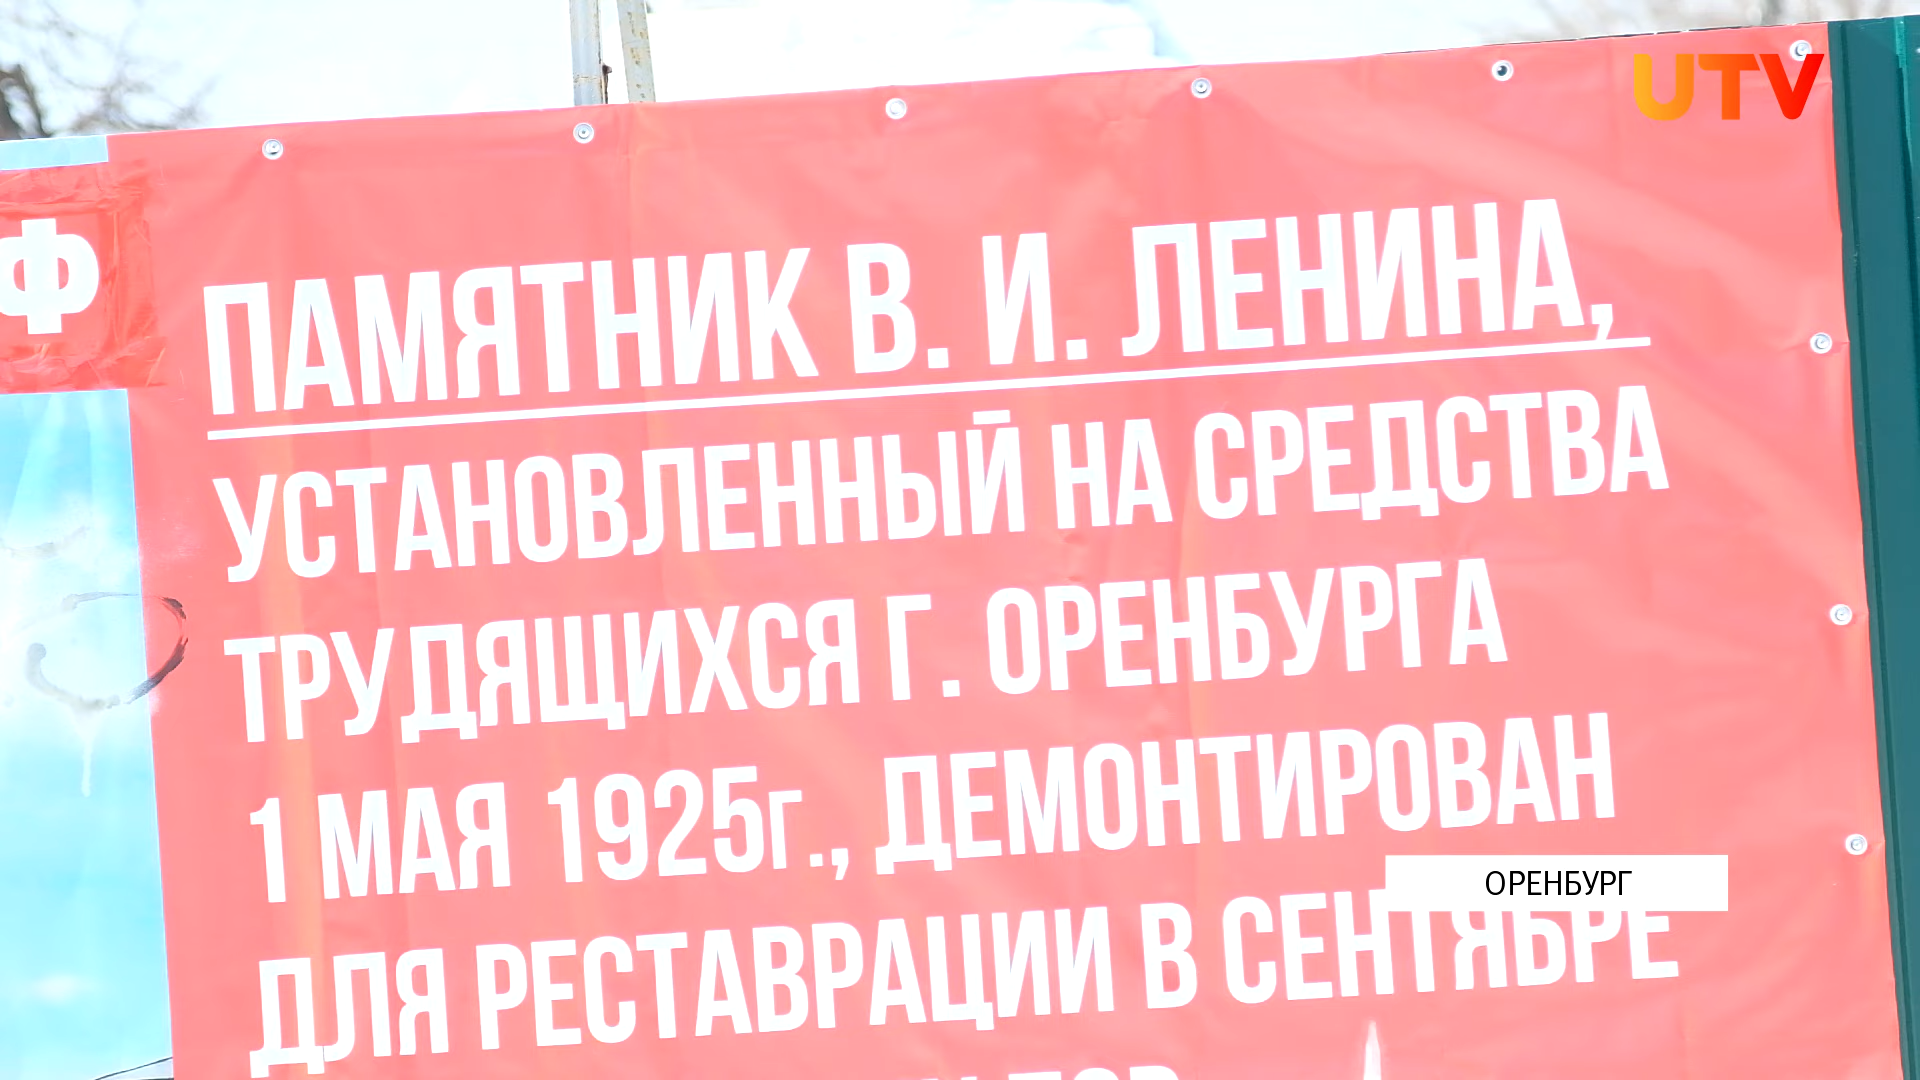 UTV
Ф
ПАМЯТНИК В. И. ЛЕНИНА,
УСТАНОВЛЕННЫЙ НА СРЕДСТВА
ТРУДЯЩИХСЯ Г. ОРЕНБУРГА
1 МАЯ 1925г., ДЕМОНТИРОВАН
ОРЕНБУРГ
ДЛЯ РЕСТАВРАЦИИ В СЕНТЯБРЕ